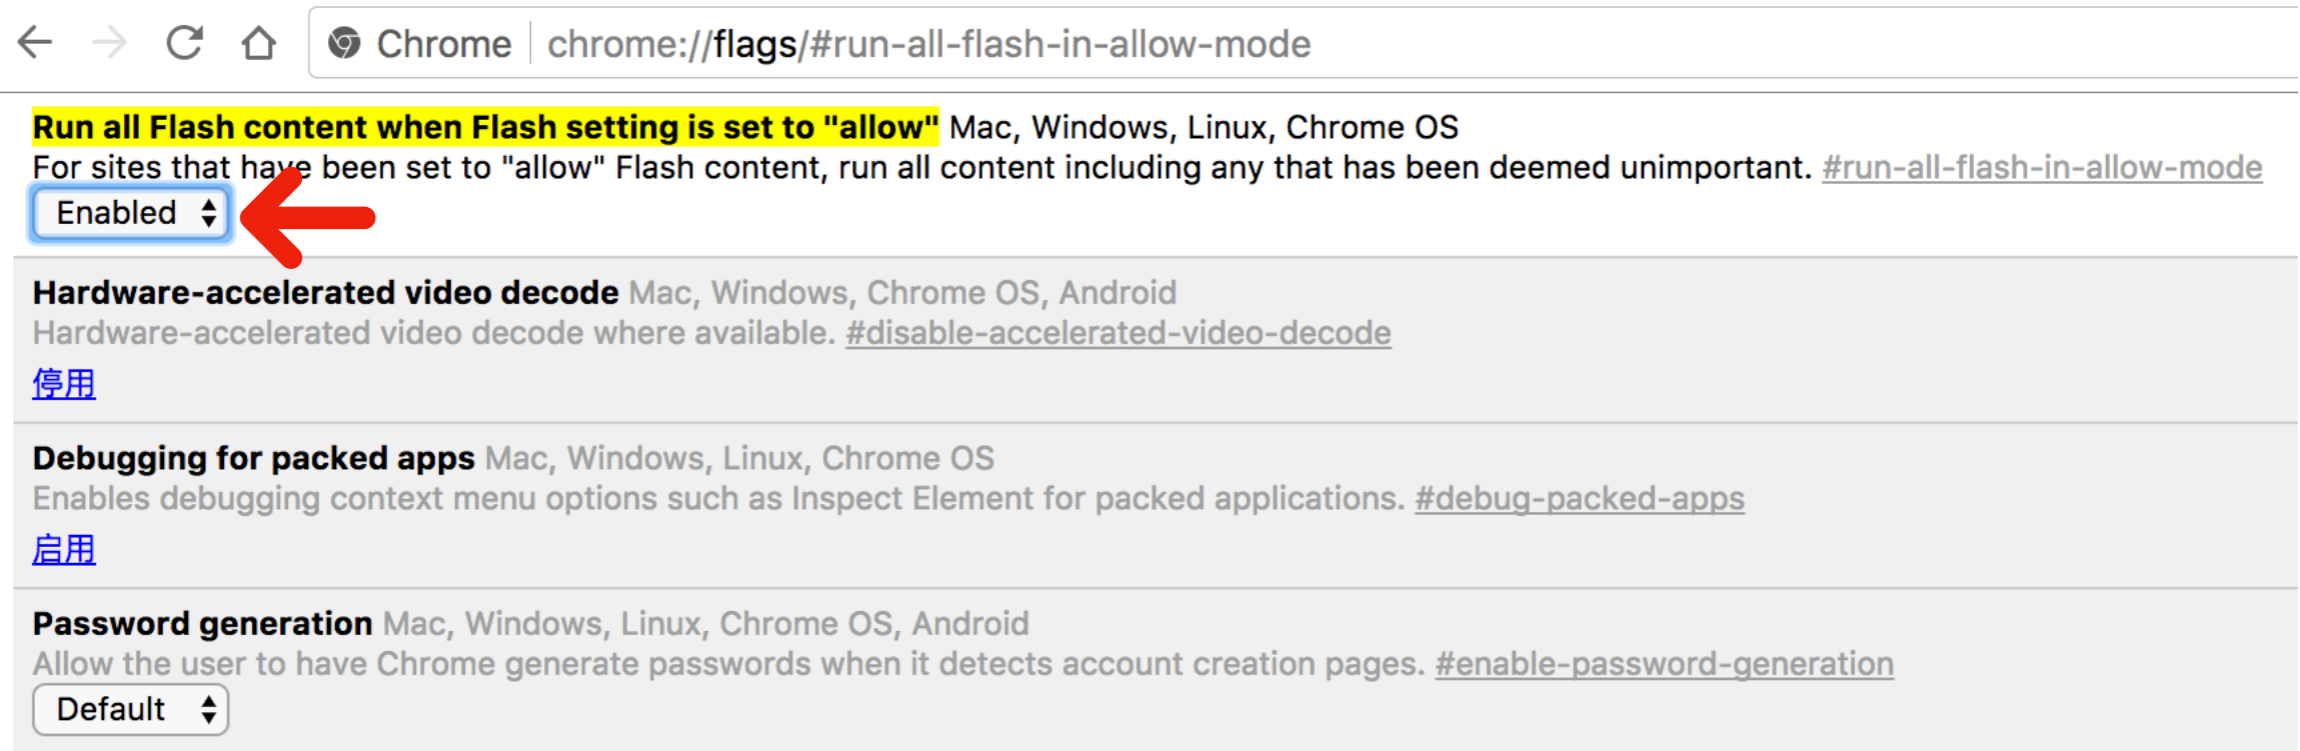 Chrome chrome://flags/#run-all-flash-in-allow-mode
Run all Flash content when Flash setting is set to "allow" Mac, Windows, Linux, Chrome OS
For sites that have been set to "allow" Flash content, run all content including any that has been deemed unimportant. #run-all-flash-in-allow-mode
Enabled
Hardware-accelerated video decode Mac, Windows, Chrome OS, Android
Hardware-accelerated video decode where available. #disable-accelerated-video-decode
停用
Debugging for packed apps Mac, Windows, Linux, Chrome OS
Enables debugging context menu options such as Inspect Element for packed applications. #debug-packed-apps
启用
Password generation Mac, Windows, Linux, Chrome OS, Android
Allow the user to have Chrome generate passwords when it detects account creation pages. #enable-password-generation
Default